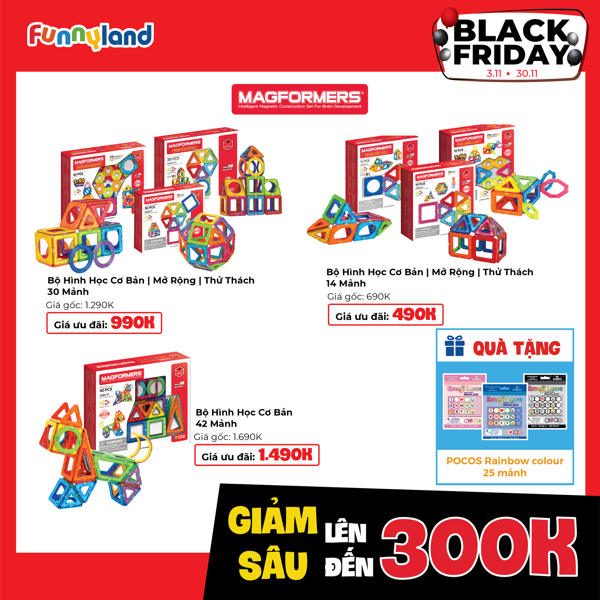 Funnyland
BLACK
FRIDAY
3.11 ▸ 30.11
MAGFORMERS
Intelligent Magnetic Construction Set For Brain Development
Bộ Hình Học Cơ Bản | Mở Rộng | Thử Thách
30 Mảnh
Giá gốc: 1.290K
Giá ưu đãi: 990K
Bộ Hình Học Cơ Bản | Mở Rộng | Thử Thách
14 Mảnh
Giá gốc: 690K
Giá ưu đãi: 490K
QUÀ TẶNG
POCOS Rainbow colour
25 mảnh
MAGFORMERS
Bộ Hình Học Cơ Bản
42 Mảnh
Giá gốc: 1.690K
Giá ưu đãi: 1.490K
GIẢM
SÂU
LÊN
ĐẾN
300K